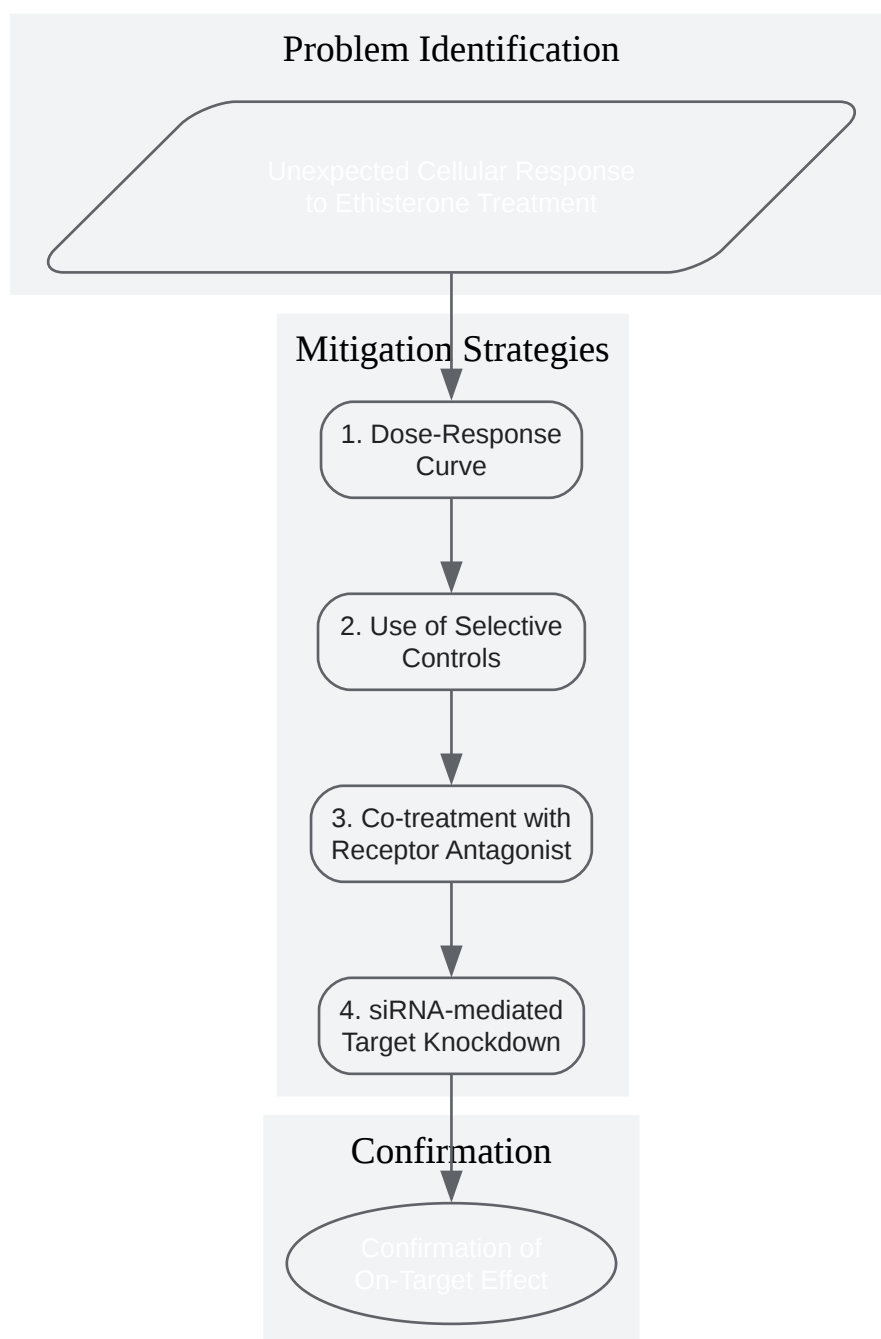 Problem Identification
Unexpected Cellular Response
to Ethisterone Treatment
Mitigation Strategies
1. Dose-Response
Curve
2. Use of Selective
Controls
3. Co-treatment with
Receptor Antagonist
4. siRNA-mediated
Target Knockdown
Confirmation
Confirmation of
On-Target Effect